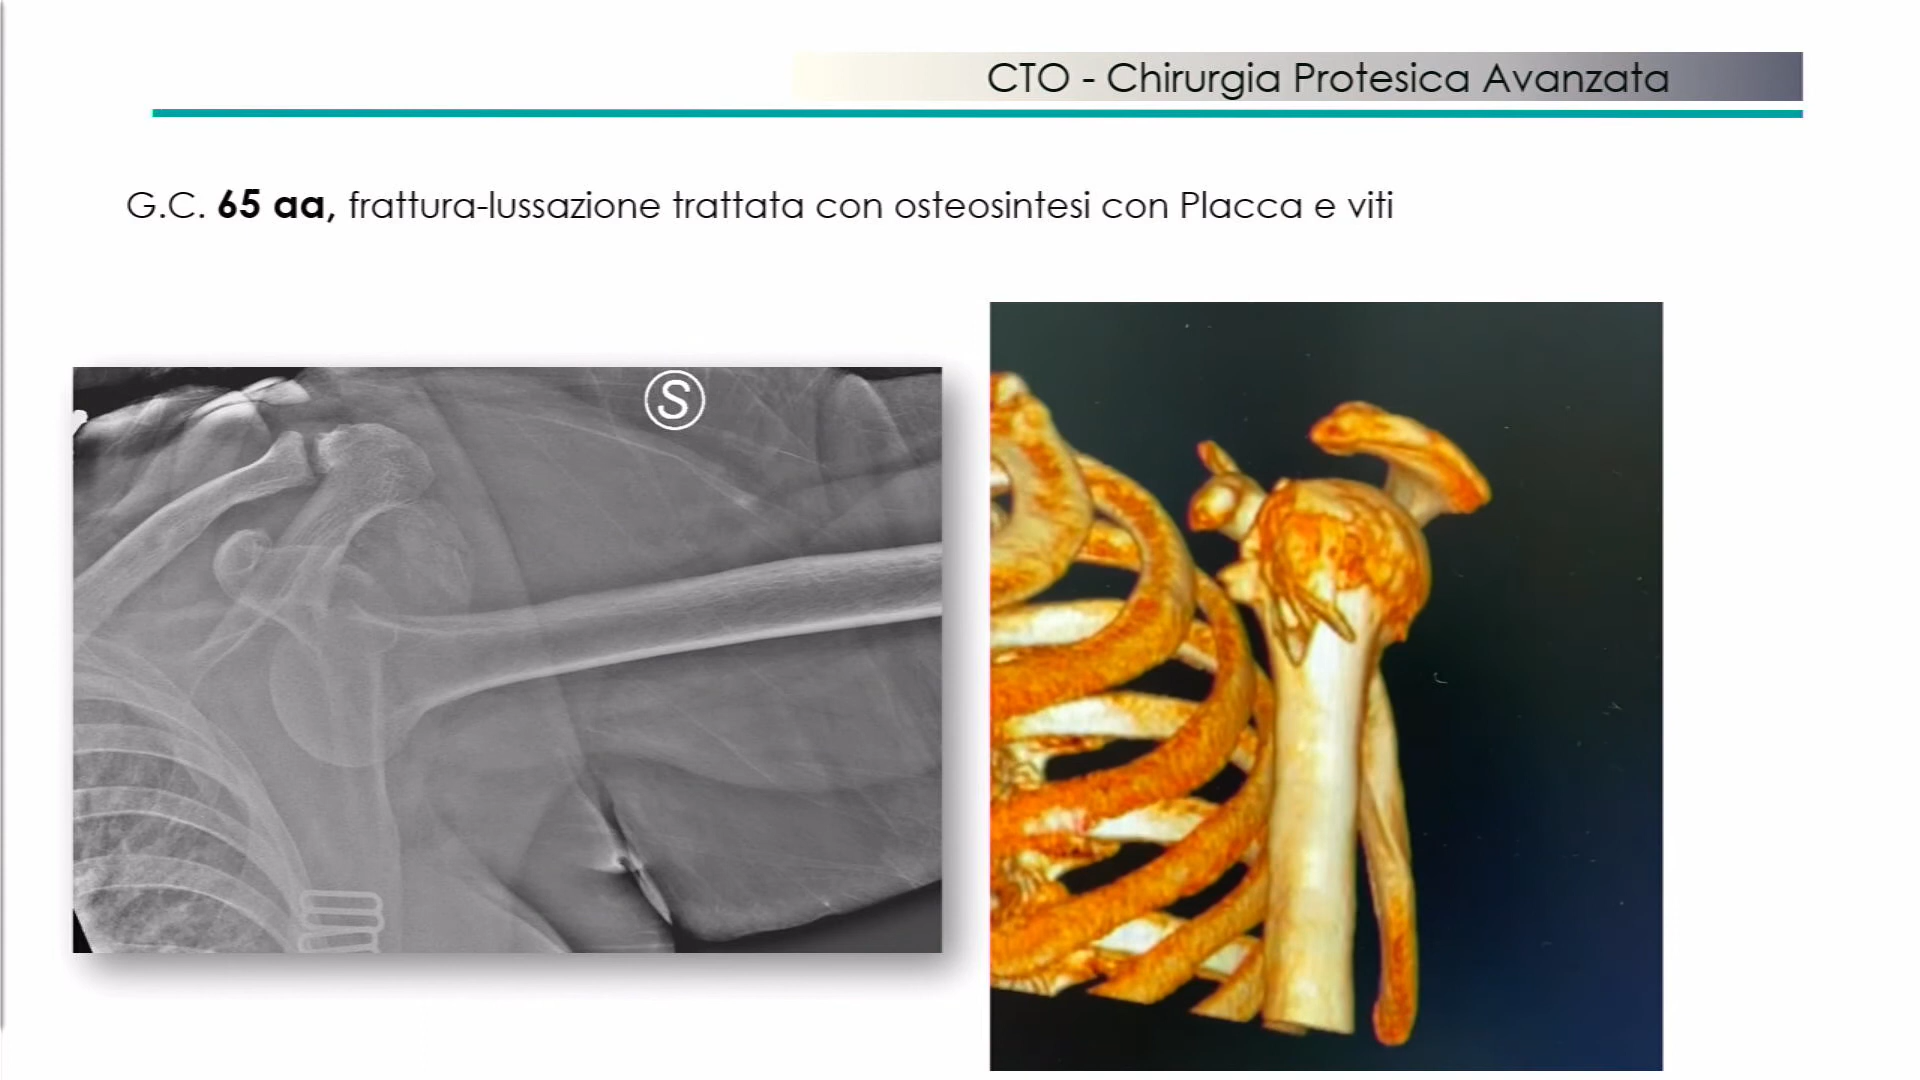 CTO - Chirurgia Protesica Avanzata
G.C. 65 aa, frattura-lussazione trattata con osteosintesi con Placca e viti
S